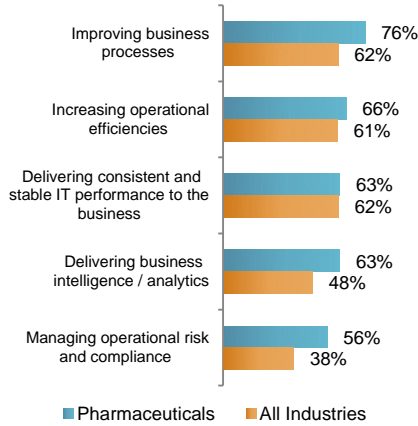 Improving business
processes
76%
62%
Increasing operational
efficiencies
66%
61%
Delivering consistent and
stable IT performance to the
business
63%
62%
Delivering business
intelligence / analytics
63%
48%
Managing operational risk
and compliance
56%
38%
Pharmaceuticals
All Industries